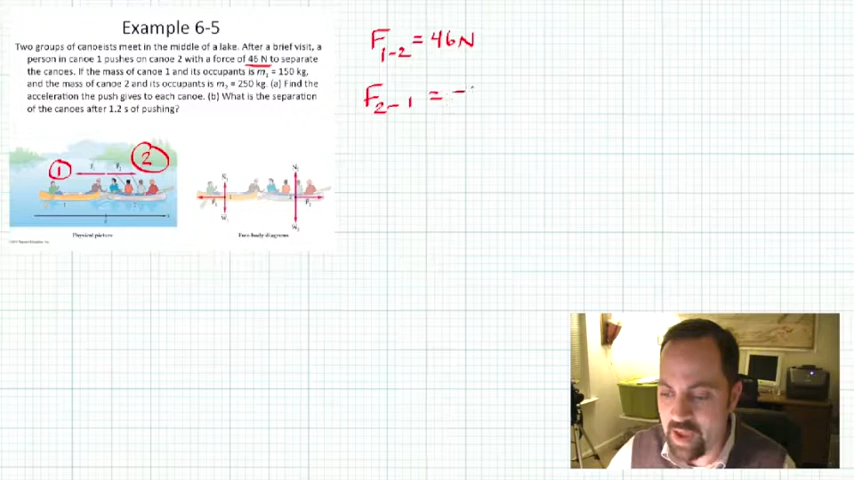 Example 6-5
Two groups of canoeists meet in the middle of a lake. After a brief visit, a
person in canoe 1 pushes on canoe 2 with a force of 46 N to separate
the canoes. If the mass of canoe 1 and its occupants is m₁ = 150 kg,
and the mass of canoe 2 and its occupants is m₂ = 250 kg. (a) Find the
acceleration the push gives to each canoe. (b) What is the separation
of the canoes after 1.2 s of pushing?
1 2
Physical picture
Free-body diagrams
F₁₋₂ = 46N
F₂₋₁ = -